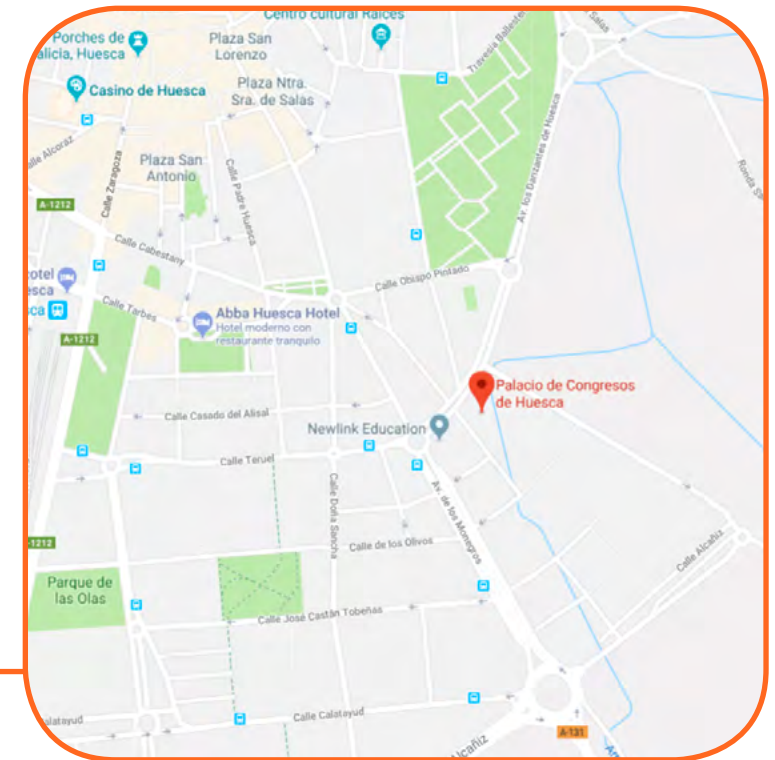 Centro cultural Raíces
Porches de
alicia, Huesca
Plaza San
Lorenzo
Casino de Huesca
Plaza Ntra.
Sra. de Salas
Travesía Ballester
Salas
alle Alcoraz
Calle Zaragoza
Plaza San
Antonio
Calle Padre Huesca
Av. los Danzantes de Huesca
Ronda
A-1212
Calle Cabestany
otel
esca
ca
Calle Tarbes
Calle Obispo Pintado
Abba Huesca Hotel
Hotel moderno con
restaurante tranquilo
A-1212
Palacio de Congresos
de Huesca
Calle Casado del Alisal
Newlink Education
Calle Teruel
Calle Doña Sancha
Av. de los Monegros
1212
Calle de los Olivos
Calle Alcañiz
Parque de
las Olas
Calle José Castán Tobeñas
alatayud
Calle Calatayud
A-131
lcañiz